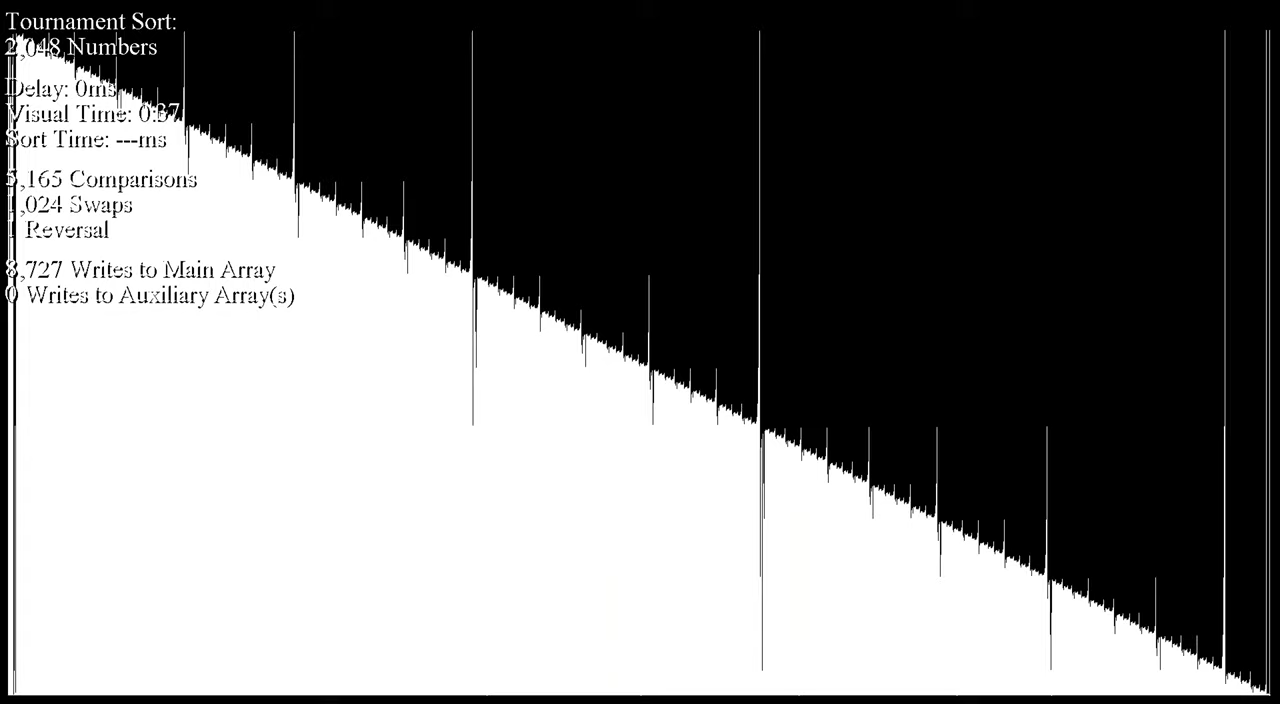 Tournament Sort:
2,048 Numbers
Delay: 0ms
Visual Time: 0:37
Sort Time: ---ms
5,165 Comparisons
1,024 Swaps
1 Reversal
8,727 Writes to Main Array
0 Writes to Auxiliary Array(s)